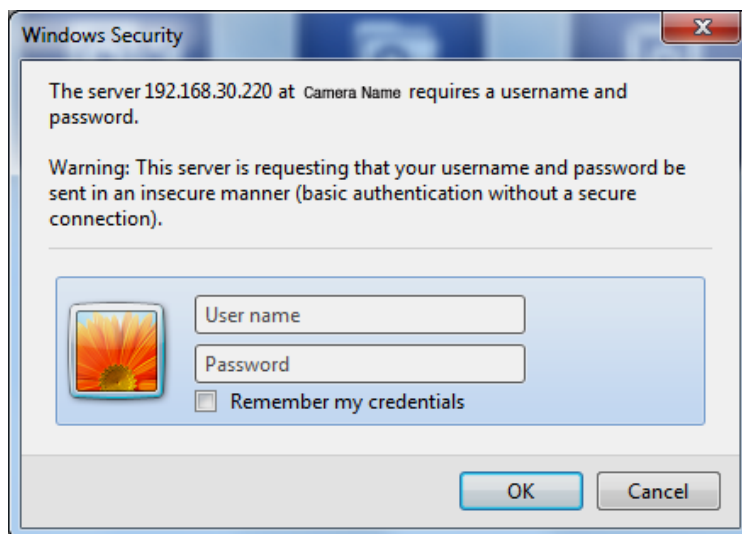 Windows Security
The server 192.168.30.220 at Camera Name requires a username and
password.
Warning: This server is requesting that your username and password be
sent in an insecure manner (basic authentication without a secure
connection).
User name
Password
Remember my credentials
OK Cancel